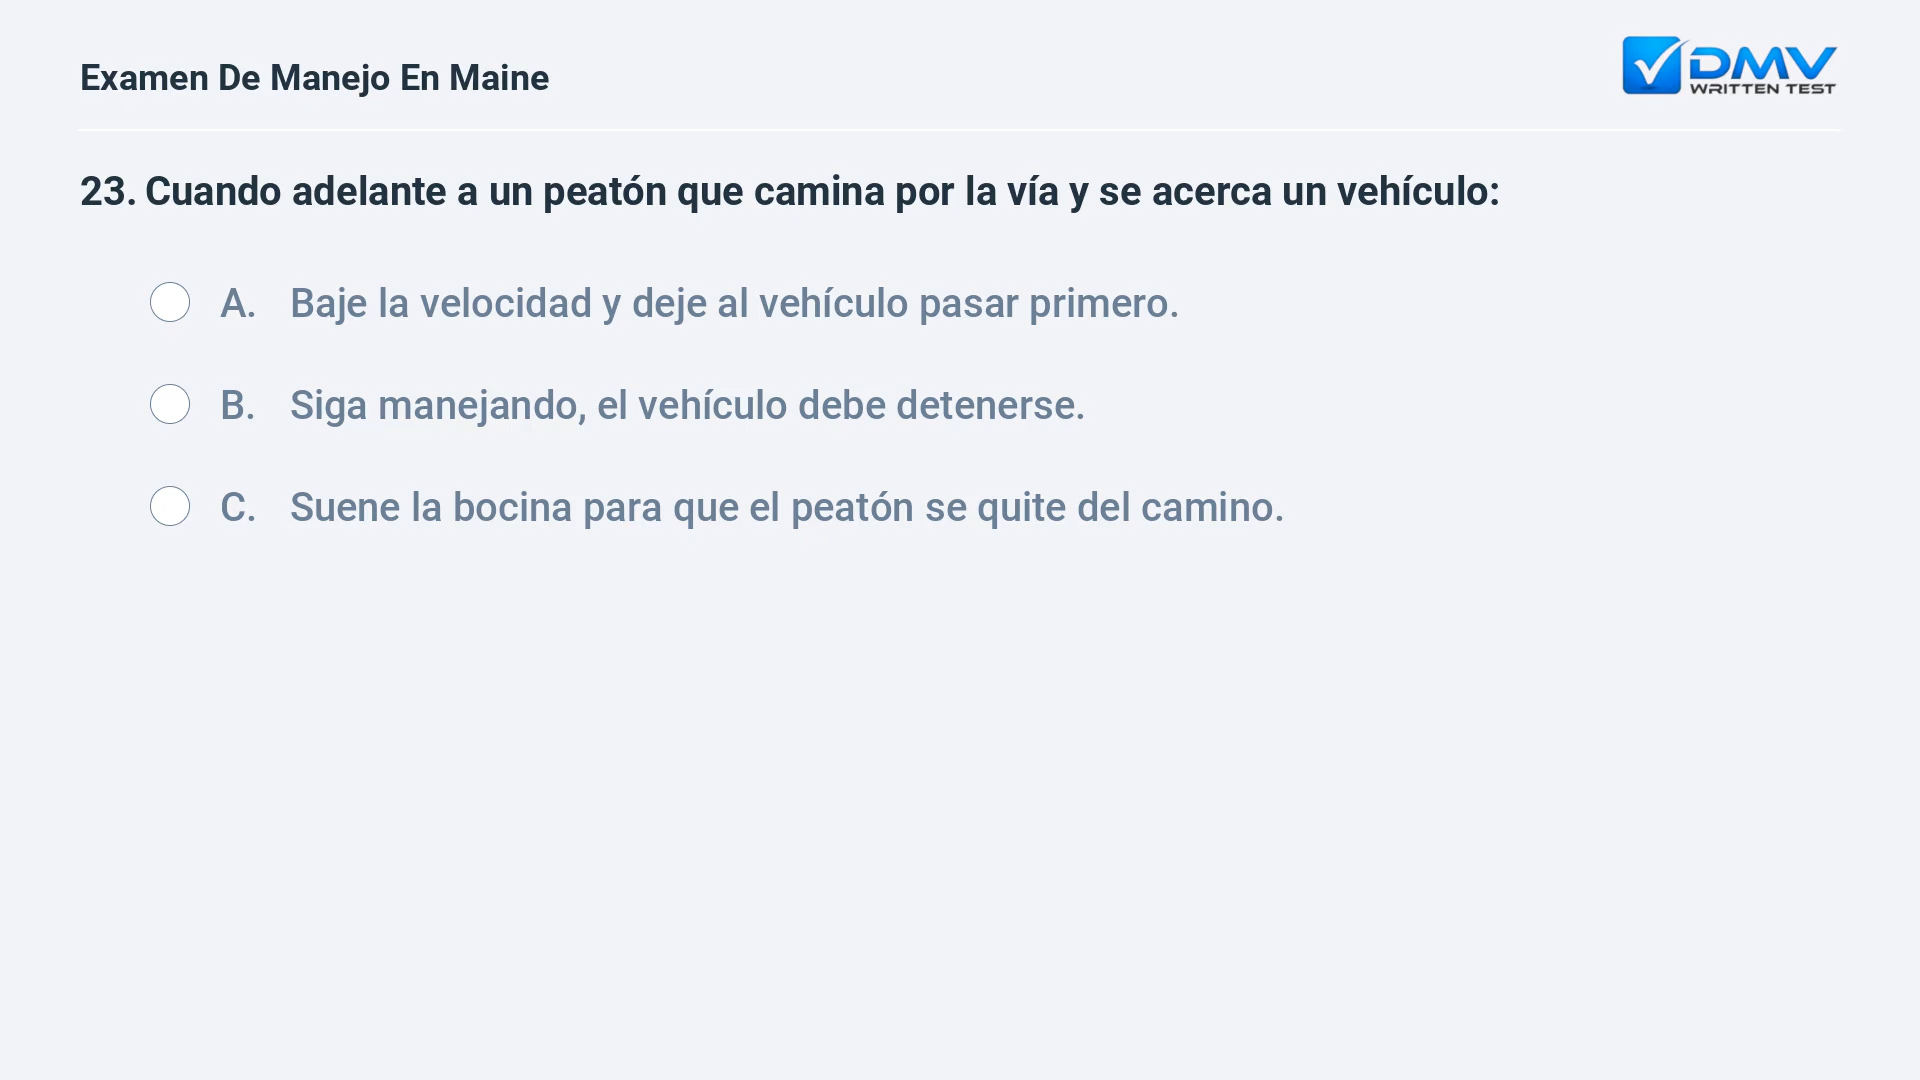 Examen De Manejo En Maine
DMV
WRITTEN TEST
23. Cuando adelante a un peatón que camina por la vía y se acerca un vehículo:
A. Baje la velocidad y deje al vehículo pasar primero.
B. Siga manejando, el vehículo debe detenerse.
C. Suene la bocina para que el peatón se quite del camino.